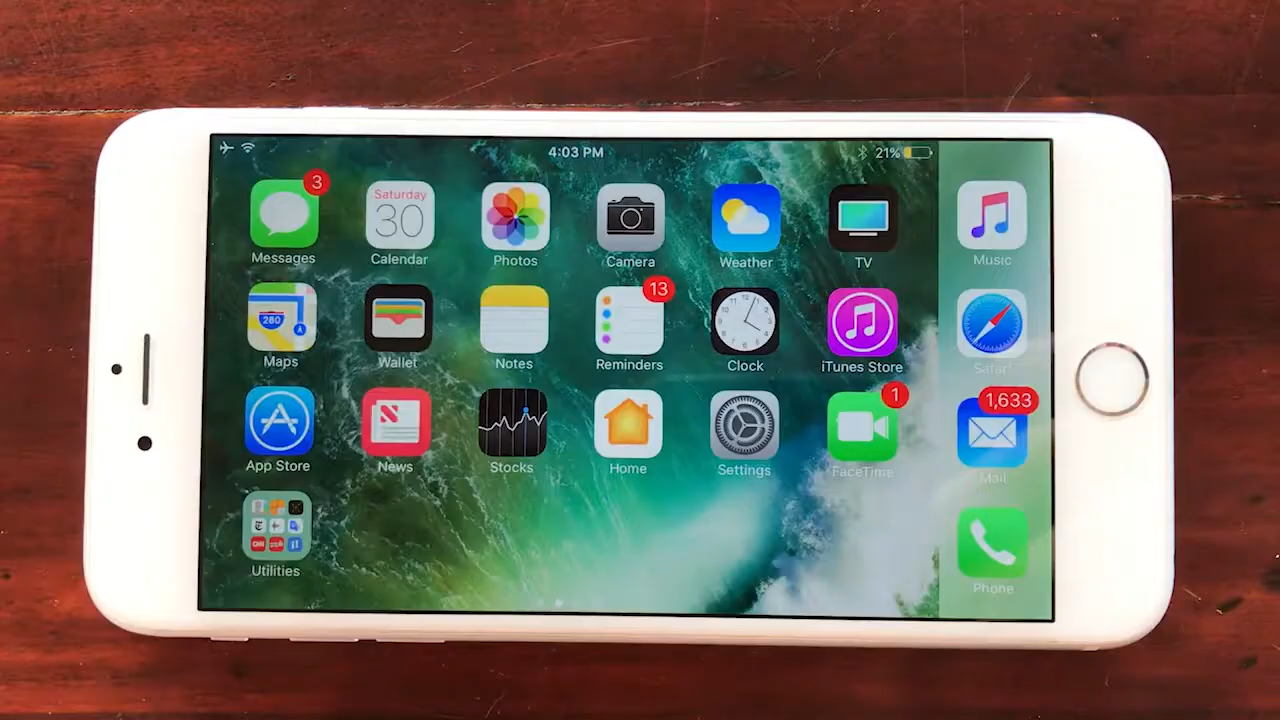 4:03 PM
21%
3
Messages
Saturday
30
Calendar
Photos
Camera
Weather
TV
Music
280
Maps
Wallet
Notes
13
Reminders
Clock
iTunes Store
Safari
App Store
News
Stocks
Home
Settings
1
FaceTime
1,633
Mail
Utilities
Phone